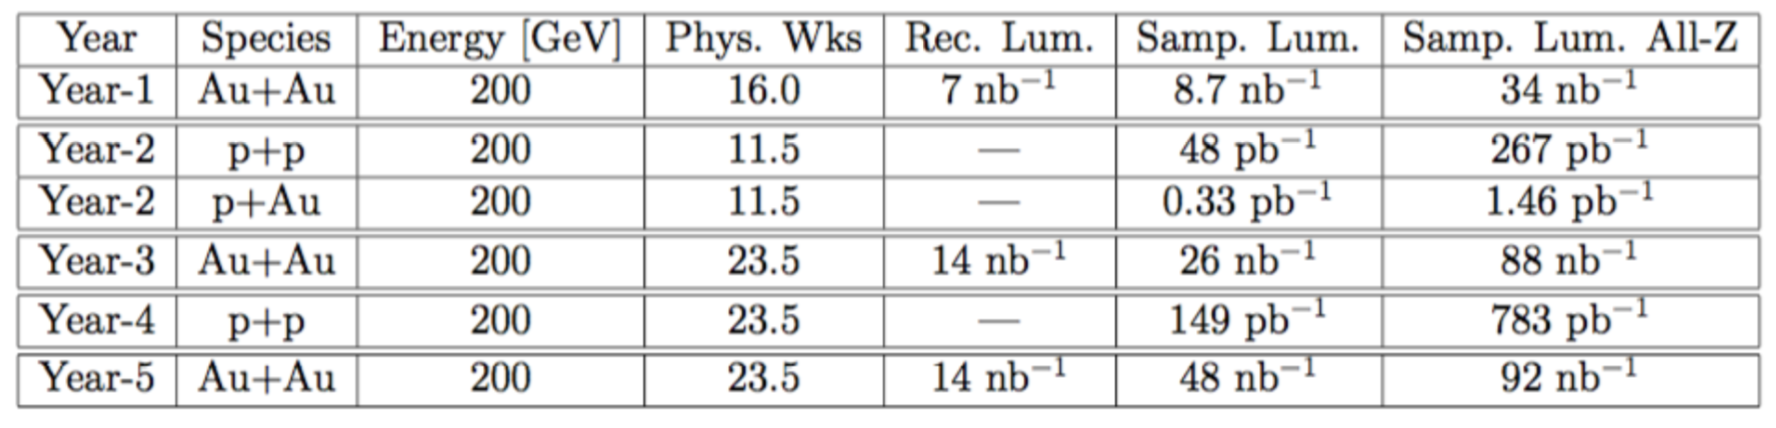 Year Species Energy [GeV] Phys. Wks Rec. Lum. Samp. Lum. Samp. Lum. All-Z
Year-1 Au+Au 200 16.0 7 nb⁻¹ 8.7 nb⁻¹ 34 nb⁻¹
Year-2 p+p 200 11.5 — 48 pb⁻¹ 267 pb⁻¹
Year-2 p+Au 200 11.5 — 0.33 pb⁻¹ 1.46 pb⁻¹
Year-3 Au+Au 200 23.5 14 nb⁻¹ 26 nb⁻¹ 88 nb⁻¹
Year-4 p+p 200 23.5 — 149 pb⁻¹ 783 pb⁻¹
Year-5 Au+Au 200 23.5 14 nb⁻¹ 48 nb⁻¹ 92 nb⁻¹